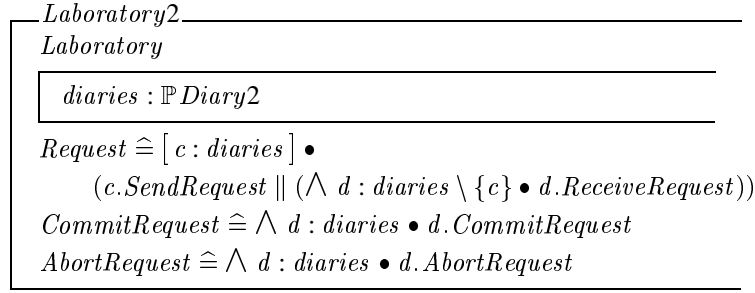 Laboratory2
Laboratory
diaries : ℙ Diary2
Request ≙ [ c : diaries ] •
(c.SendRequest ∥ (⋀ d : diaries \ {c} • d.ReceiveRequest))
CommitRequest ≙ ⋀ d : diaries • d.CommitRequest
AbortRequest ≙ ⋀ d : diaries • d.AbortRequest